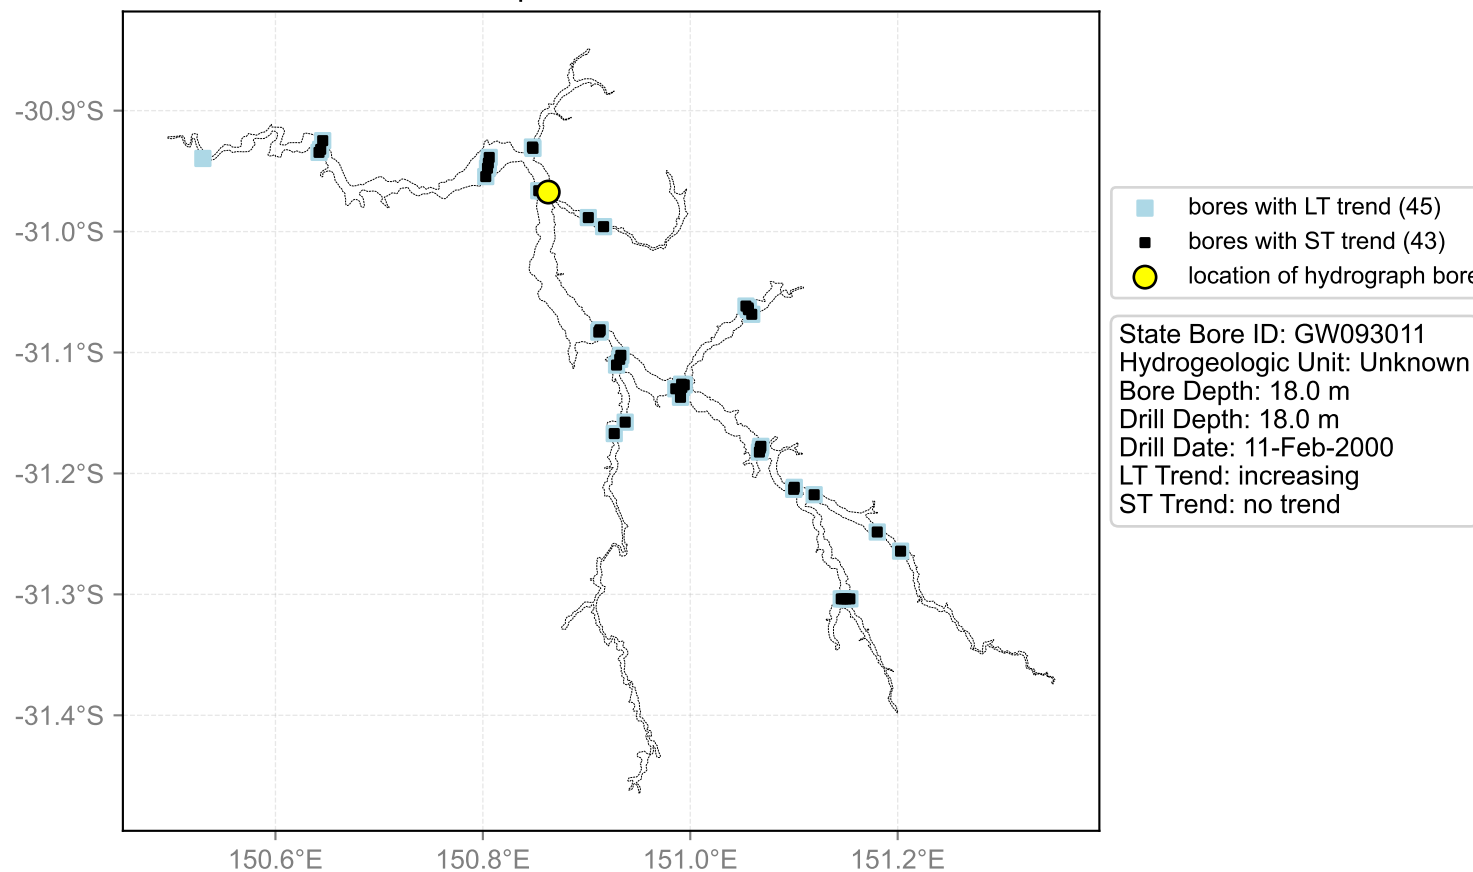 -30.9°S
-31.0°S
-31.1°S
-31.2°S
-31.3°S
-31.4°S
150.6°E
150.8°E
151.0°E
151.2°E
bores with LT trend (45)
bores with ST trend (43)
location of hydrograph bore
State Bore ID: GW093011
Hydrogeologic Unit: Unknown
Bore Depth: 18.0 m
Drill Depth: 18.0 m
Drill Date: 11-Feb-2000
LT Trend: increasing
ST Trend: no trend